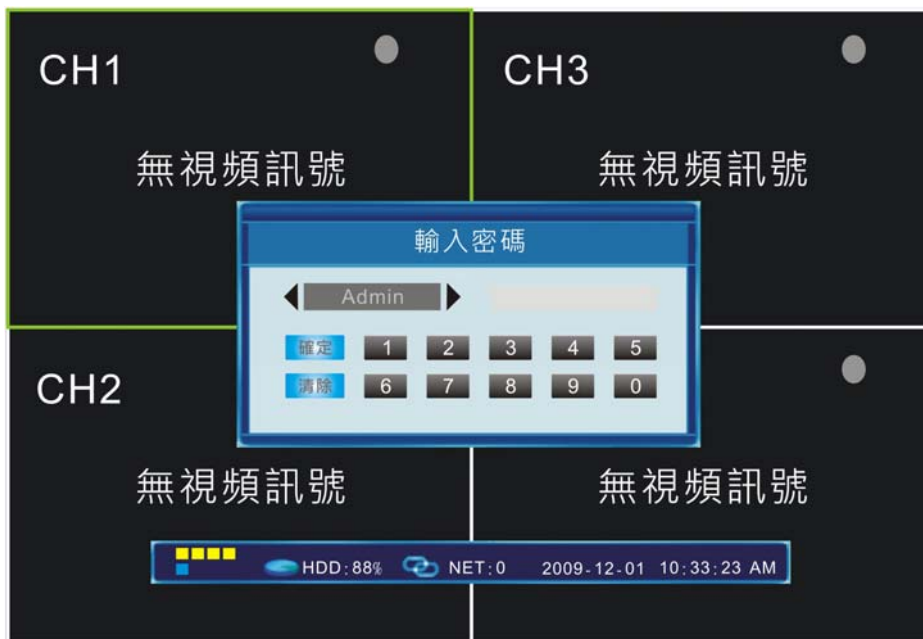 CH1
CH3
無視頻訊號
無視頻訊號
輸入密碼
Admin
確定 1 2 3 4 5
清除 6 7 8 9 0
CH2
無視頻訊號
無視頻訊號
HDD:88% NET:0 2009-12-01 10:33:23 AM